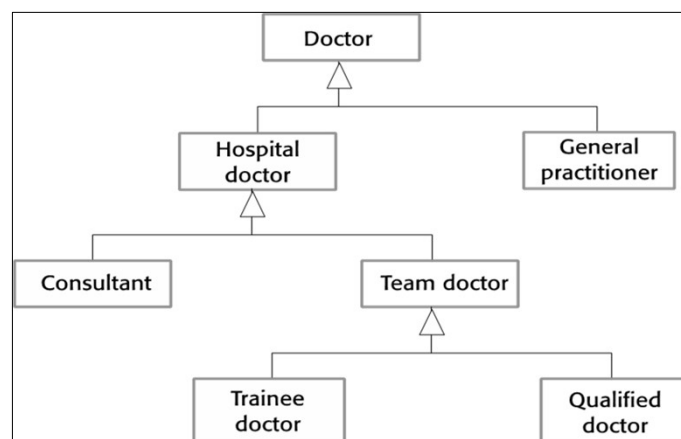 Doctor
Hospital
doctor
General
practitioner
Consultant
Team doctor
Trainee
doctor
Qualified
doctor